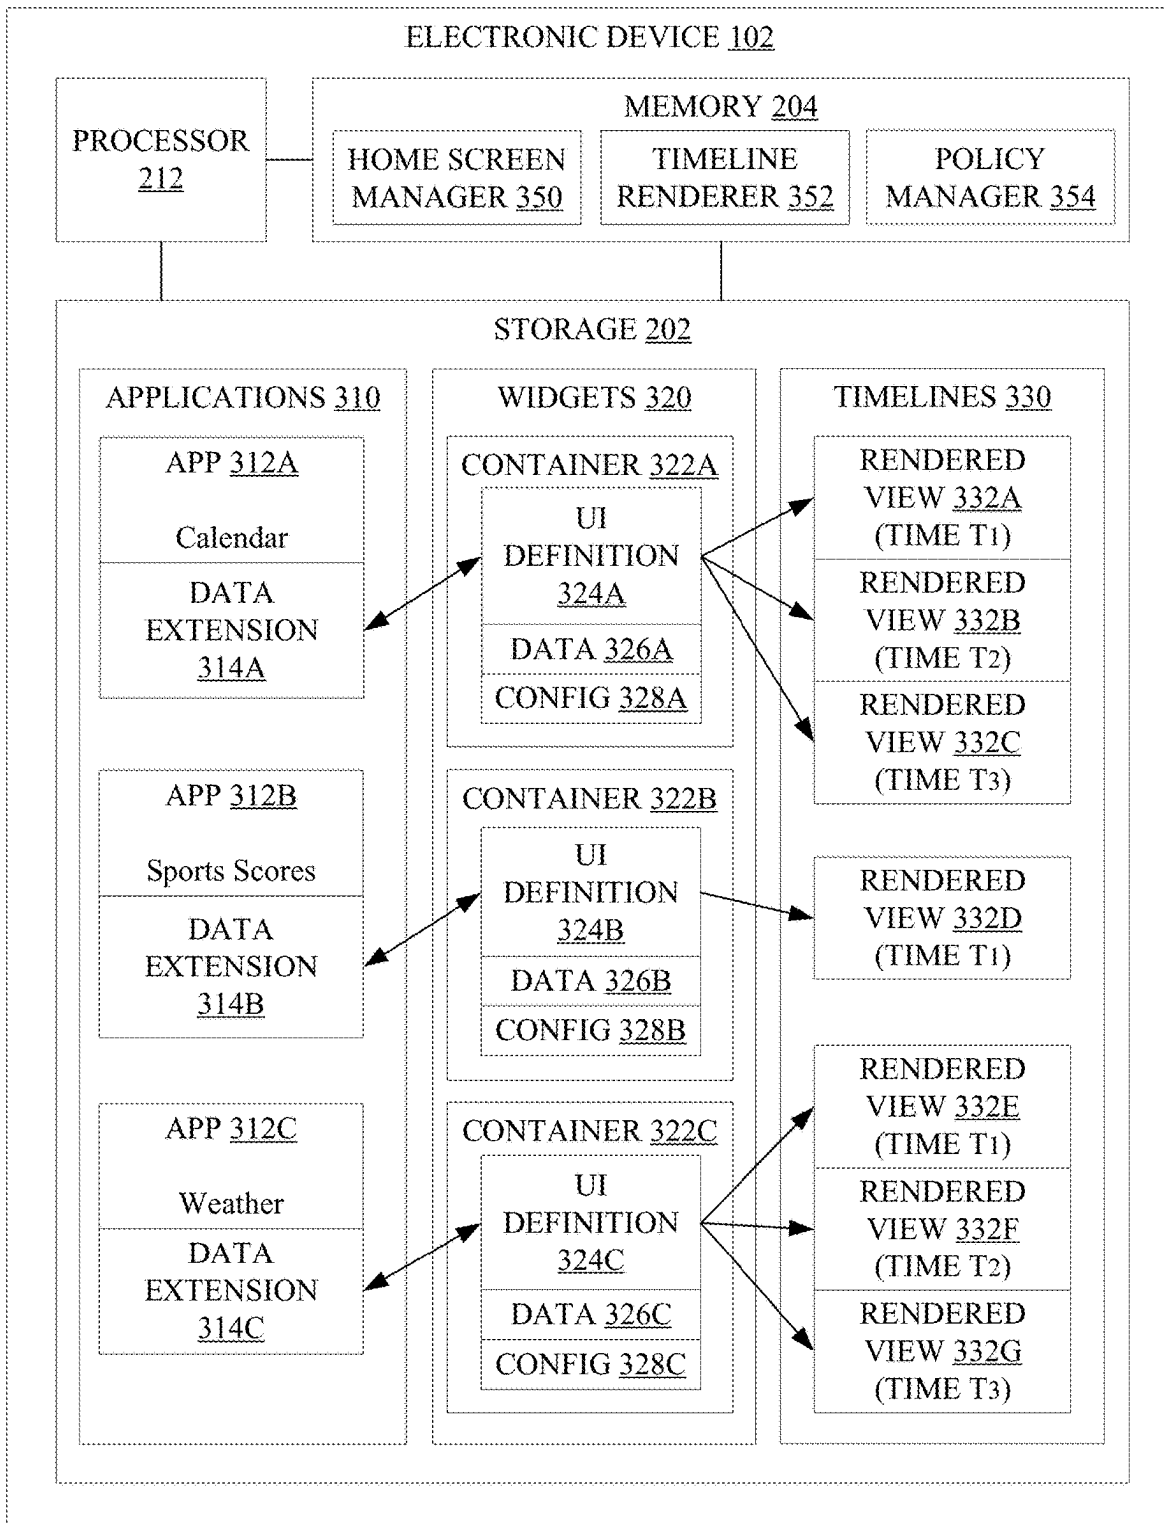 ELECTRONIC DEVICE 102
PROCESSOR
212
MEMORY 204
HOME SCREEN
MANAGER 350
TIMELINE
RENDERER 352
POLICY
MANAGER 354
STORAGE 202
APPLICATIONS 310
APP 312A
Calendar
DATA
EXTENSION
314A
APP 312B
Sports Scores
DATA
EXTENSION
314B
APP 312C
Weather
DATA
EXTENSION
314C
WIDGETS 320
CONTAINER 322A
UI
DEFINITION
324A
DATA 326A
CONFIG 328A
CONTAINER 322B
UI
DEFINITION
324B
DATA 326B
CONFIG 328B
CONTAINER 322C
UI
DEFINITION
324C
DATA 326C
CONFIG 328C
TIMELINES 330
RENDERED
VIEW 332A
(TIME T1)
RENDERED
VIEW 332B
(TIME T2)
RENDERED
VIEW 332C
(TIME T3)
RENDERED
VIEW 332D
(TIME T1)
RENDERED
VIEW 332E
(TIME T1)
RENDERED
VIEW 332F
(TIME T2)
RENDERED
VIEW 332G
(TIME T3)